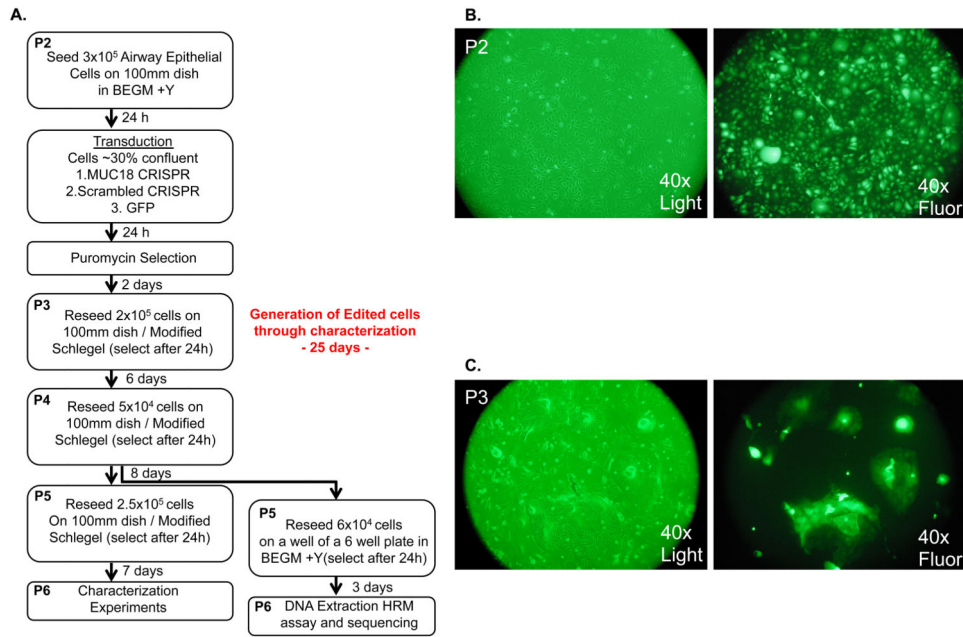 A.
P2
Seed 3x10⁵ Airway Epithelial
Cells on 100mm dish
in BEGM +Y
24 h
Transduction
Cells ~30% confluent
1.MUC18 CRISPR
2.Scrambled CRISPR
3. GFP
24 h
Puromycin Selection
2 days
P3
Reseed 2x10⁵ cells on
100mm dish / Modified
Schlegel (select after 24h)
6 days
P4
Reseed 5x10⁴ cells on
100mm dish / Modified
Schlegel (select after 24h)
8 days
P5
Reseed 2.5x10⁵ cells
On 100mm dish / Modified
Schlegel (select after 24h)
7 days
P6
Characterization
Experiments
P5
Reseed 6x10⁴ cells
on a well of a 6 well plate in
BEGM +Y(select after 24h)
3 days
P6
DNA Extraction HRM
assay and sequencing
Generation of Edited cells
through characterization
- 25 days -
B.
P2
40x
Light
40x
Fluor
C.
P3
40x
Light
40x
Fluor